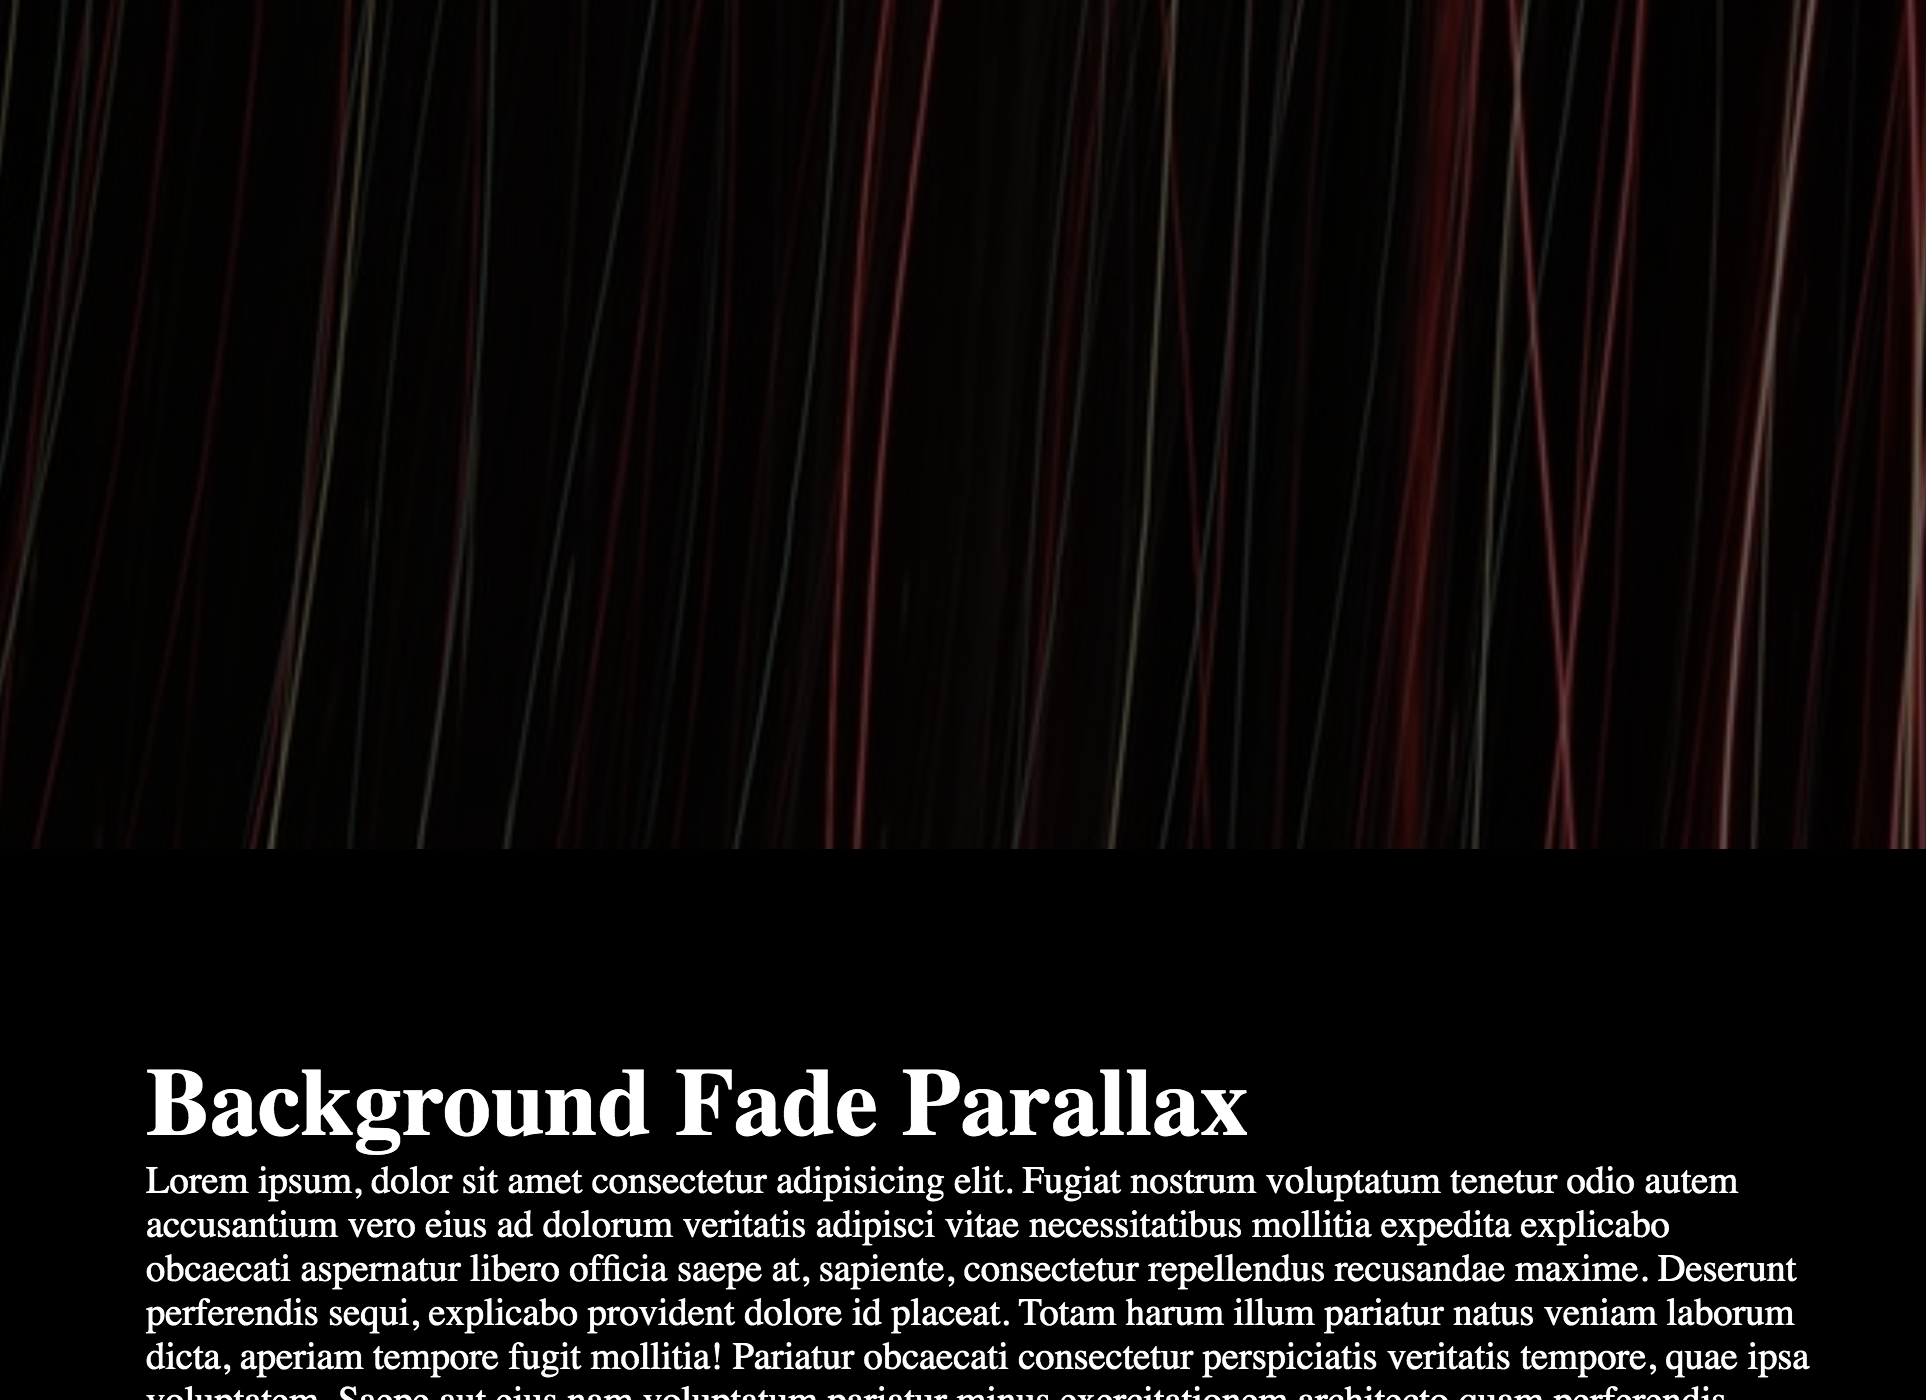 Background Fade Parallax
Lorem ipsum, dolor sit amet consectetur adipisicing elit. Fugiat nostrum voluptatum tenetur odio autem
accusantium vero eius ad dolorum veritatis adipisci vitae necessitatibus mollitia expedita explicabo
obcaecati aspernatur libero officia saepe at, sapiente, consectetur repellendus recusandae maxime. Deserunt
perferendis sequi, explicabo provident dolore id placeat. Totam harum illum pariatur natus veniam laborum
dicta, aperiam tempore fugit mollitia! Pariatur obcaecati consectetur perspiciatis veritatis tempore, quae ipsa
voluptatem. Saepe aut eius nam voluptatum pariatur minus exercitationem architecto quam perferendis